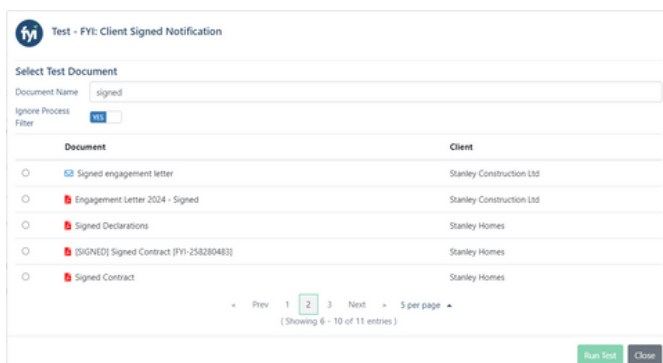 fyi Test - FYI: Client Signed Notification
Select Test Document
Document Name signed
Ignore Process Filter YES
Document Client
Signed engagement letter Stanley Construction Ltd
Engagement Letter 2024 - Signed Stanley Construction Ltd
Signed Declarations Stanley Homes
[SIGNED] Signed Contract [FYI-258280483] Stanley Homes
Signed Contract Stanley Homes
« Prev 1 2 3 Next » 5 per page
( Showing 6 - 10 of 11 entries )
Run Test Close